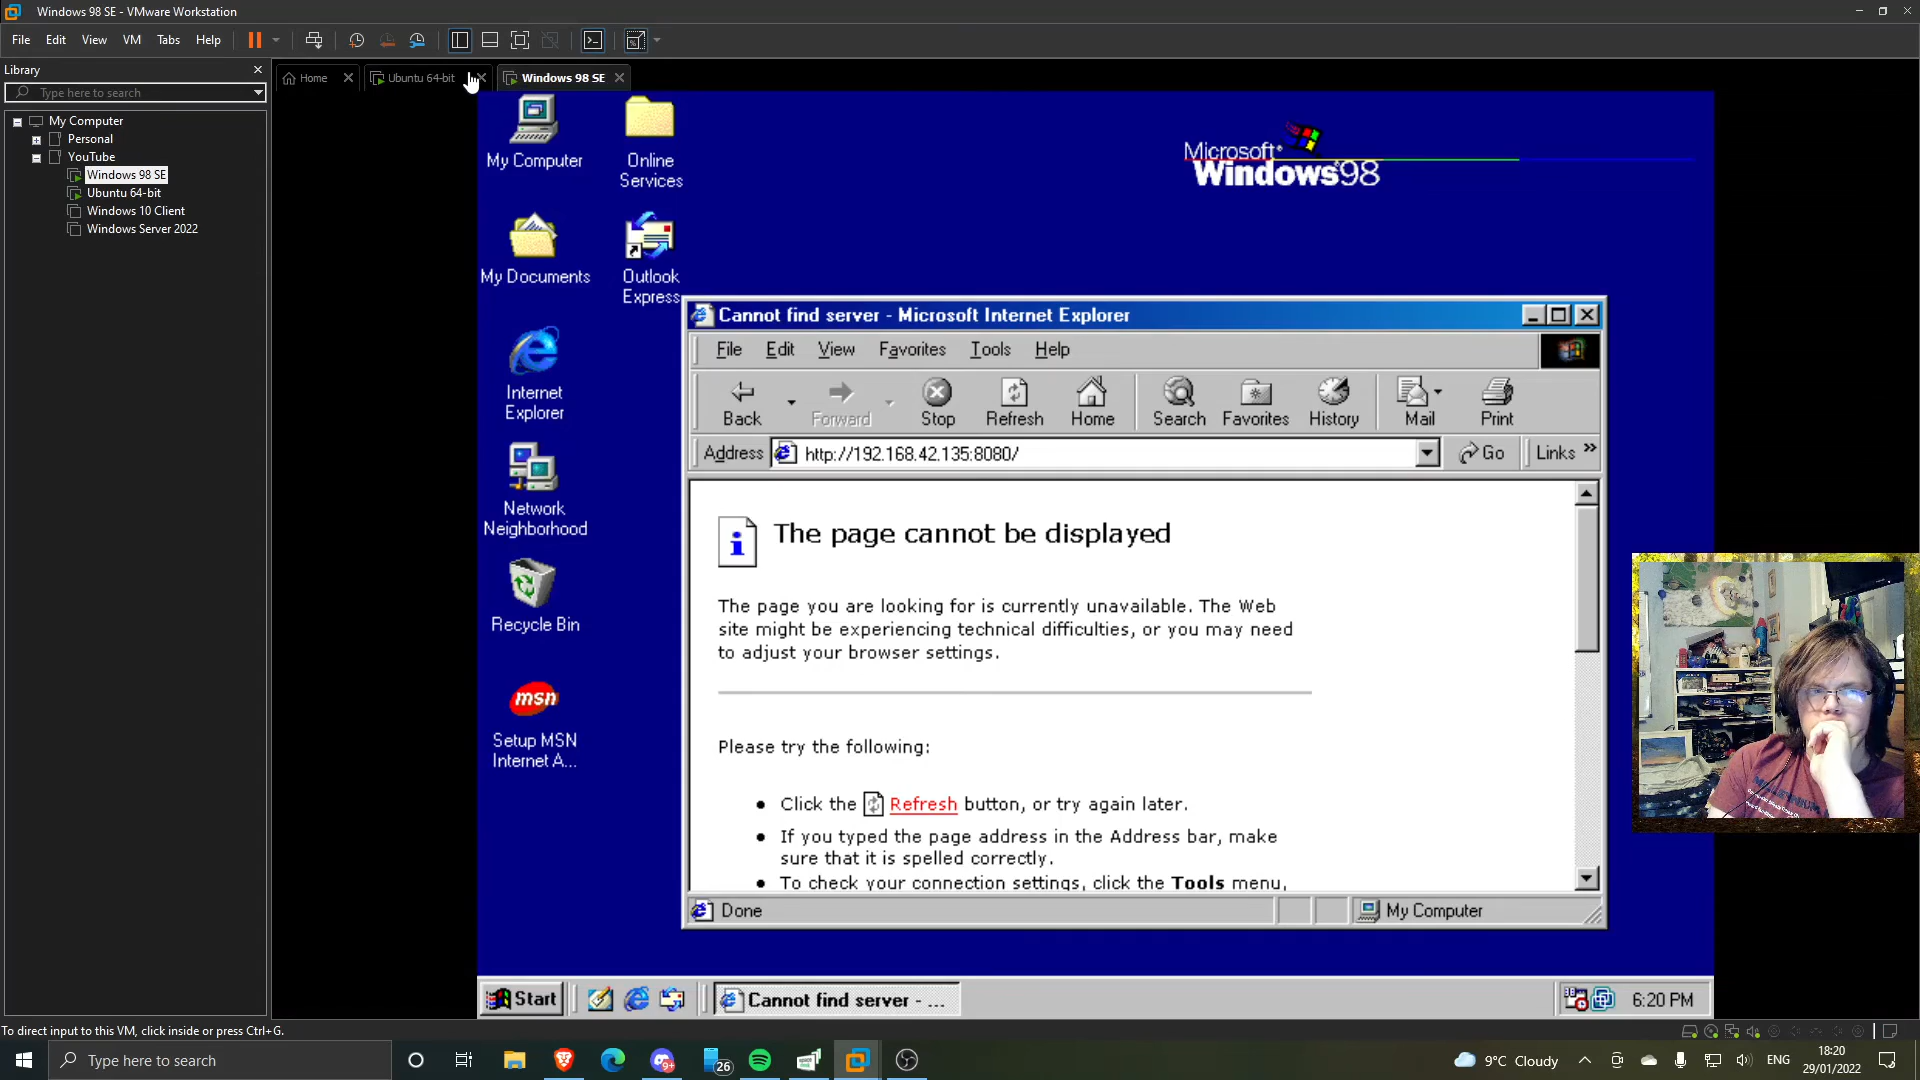 Windows 98 SE - VMware Workstation
File Edit View VM Tabs Help
Library
Type here to search
My Computer
Personal
YouTube
Windows 98 SE
Ubuntu 64-bit
Windows 10 Client
Windows Server 2022
Home
Ubuntu 64-bit
Windows 98 SE
My Computer
Online
Services
My Documents
Outlook
Express
Internet
Explorer
Network
Neighborhood
Recycle Bin
msn
Setup MSN
Internet A...
Microsoft
Windows98
Cannot find server - Microsoft Internet Explorer
File Edit View Favorites Tools Help
Back Forward Stop Refresh Home Search Favorites History Mail Print
Address http://192.168.42.135:8080/ Go Links »
The page cannot be displayed
The page you are looking for is currently unavailable. The Web
site might be experiencing technical difficulties, or you may need
to adjust your browser settings.
Please try the following:
• Click the Refresh button, or try again later.
• If you typed the page address in the Address bar, make
sure that it is spelled correctly.
• To check your connection settings, click the Tools menu,
Done My Computer
Start Cannot find server - ... 6:20 PM
To direct input to this VM, click inside or press Ctrl+G.
Type here to search
26
9°C Cloudy
ENG
18:20
29/01/2022